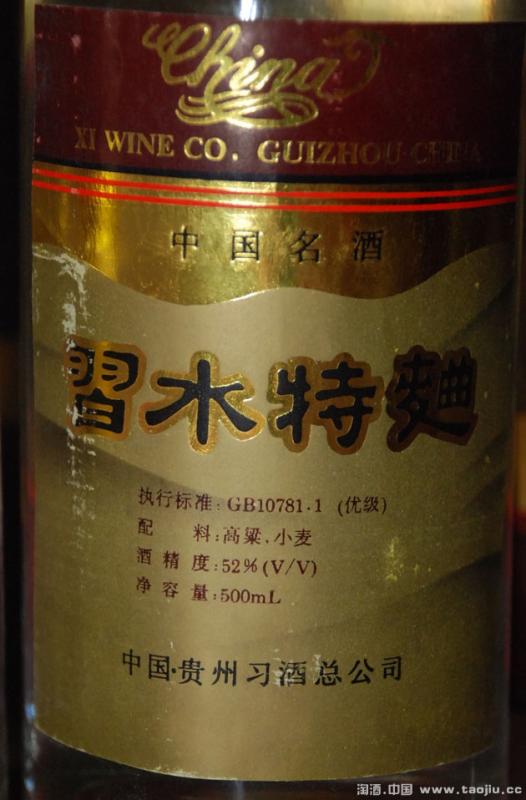 China
XI WINE CO. GUIZHOU·CHINA
中国名酒
習水特麯
执行标准:GB10781·1 (优级)
配 料:高粱.小麦
酒精度:52%(V/V)
净容量:500mL
中国·贵州习酒总公司
淘酒.中国 www.taojiu.cc